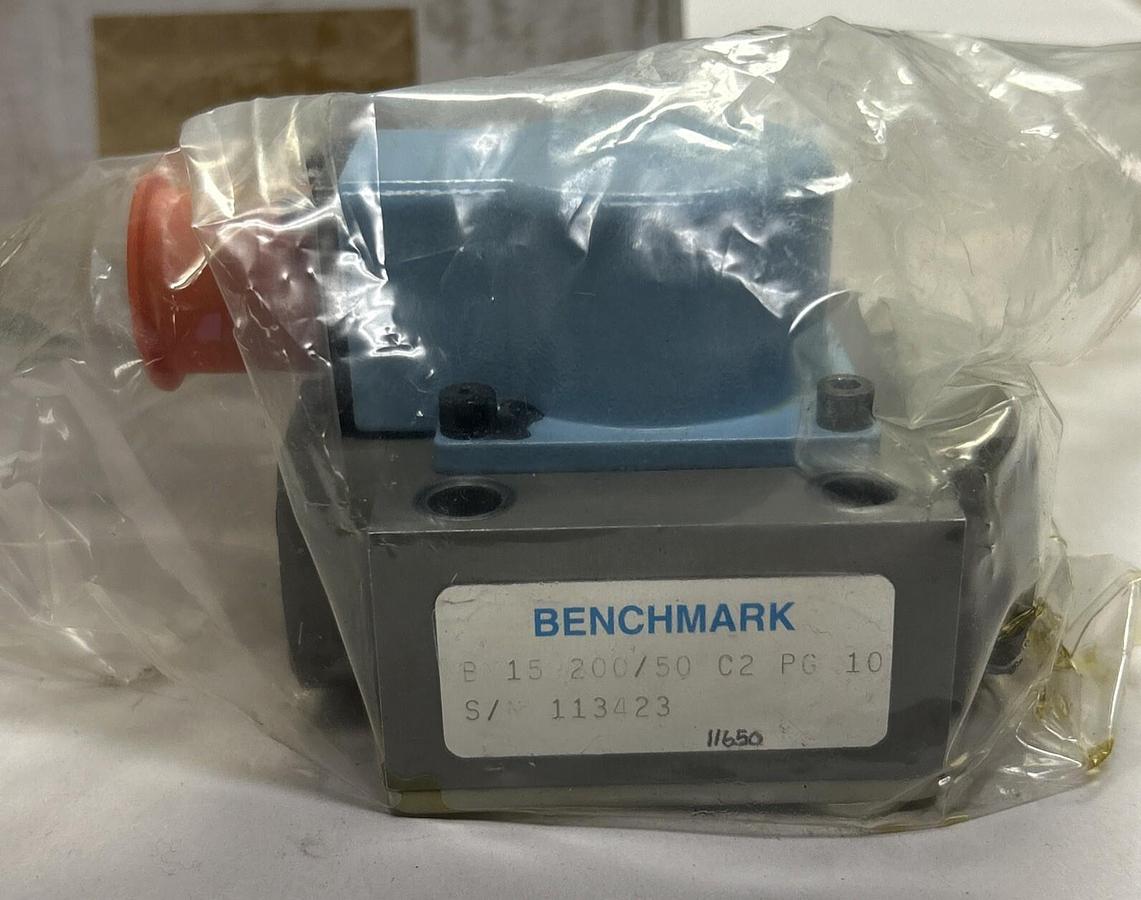 BENCHMARK
B 15 200/50 C2 PG 10
S/N 113423
11650